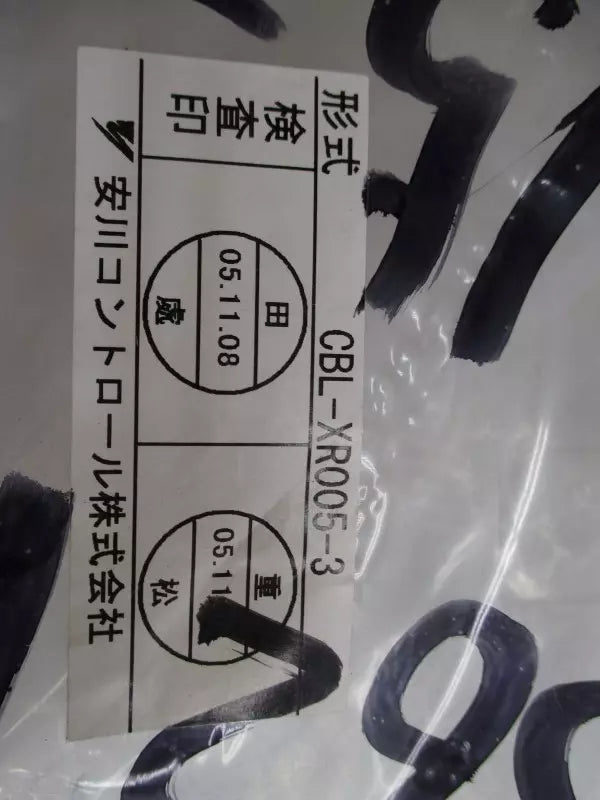 形式 CBL-XR005-3
検査印
田
05.11.08
處
重
05.11
松
安川コントロール株式会社